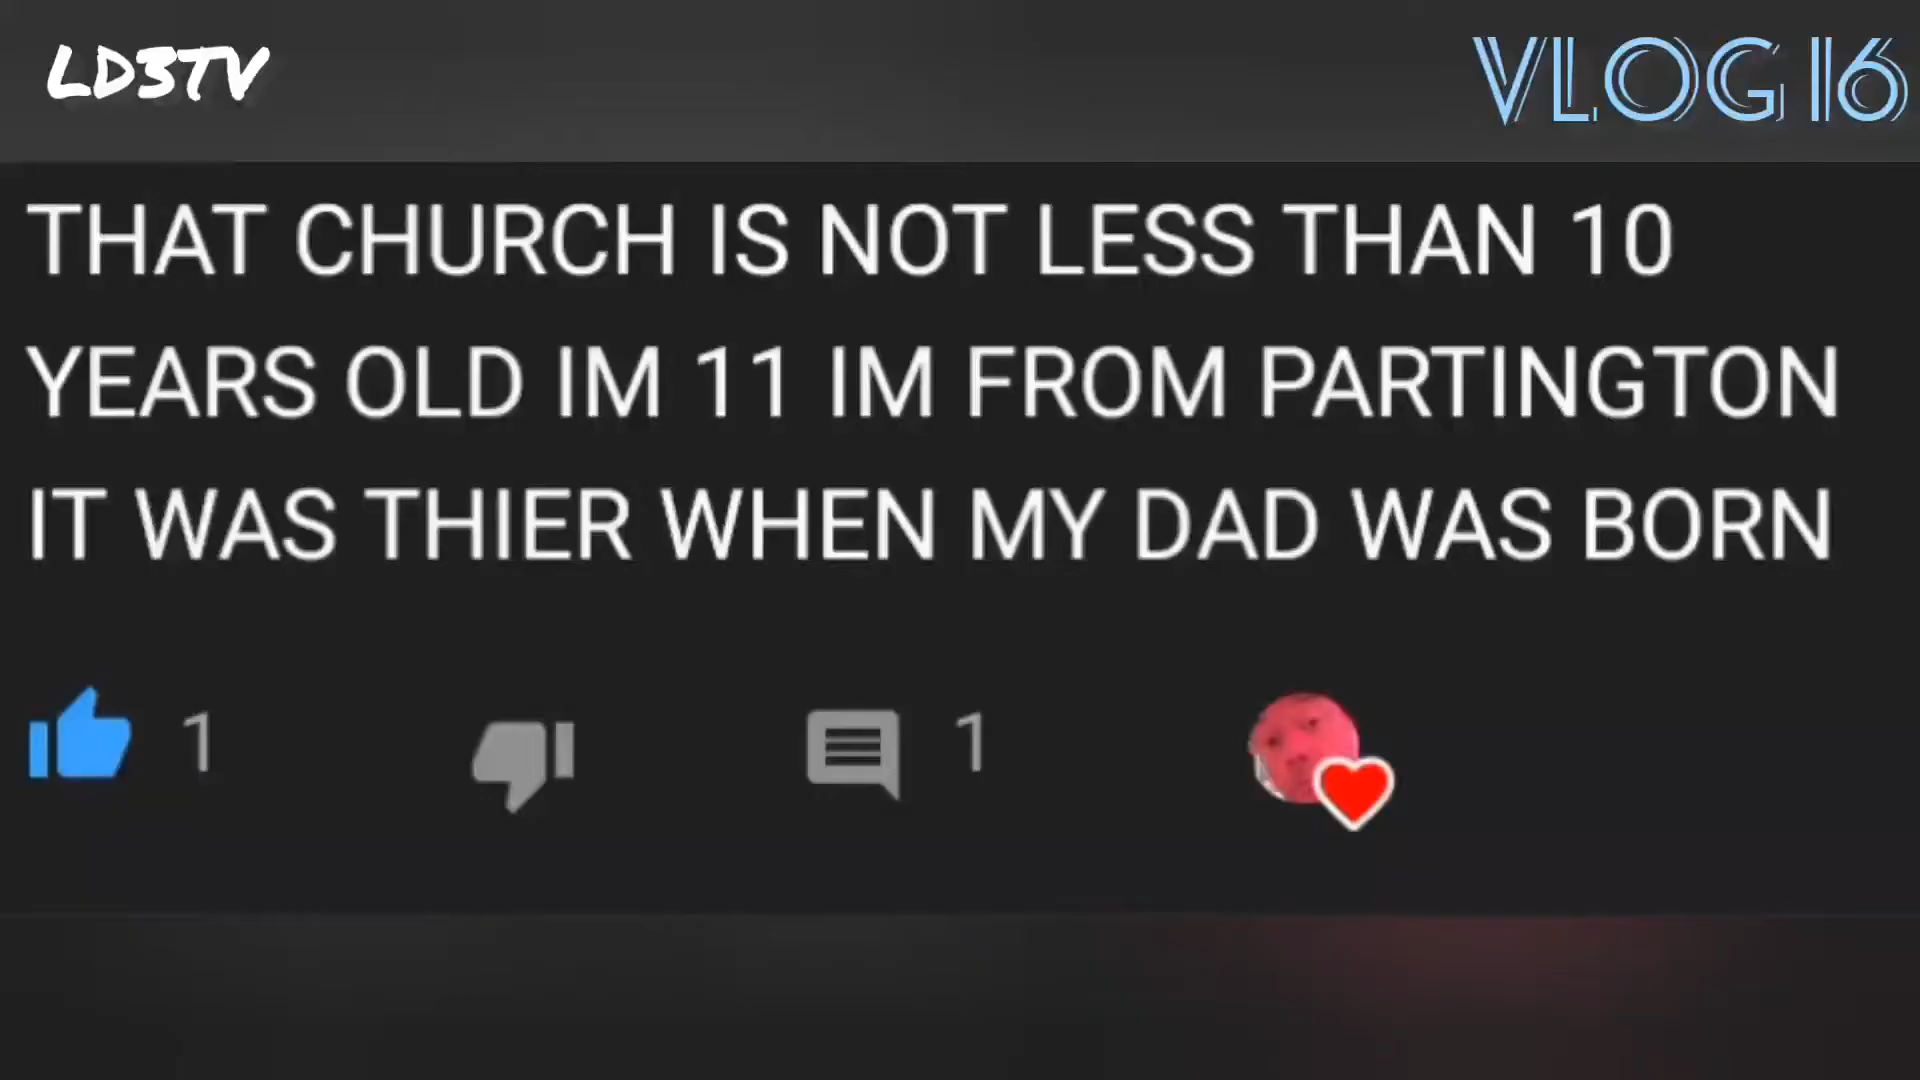 LD3TV
VLOG 16
THAT CHURCH IS NOT LESS THAN 10
YEARS OLD IM 11 IM FROM PARTINGTON
IT WAS THIER WHEN MY DAD WAS BORN
1
1